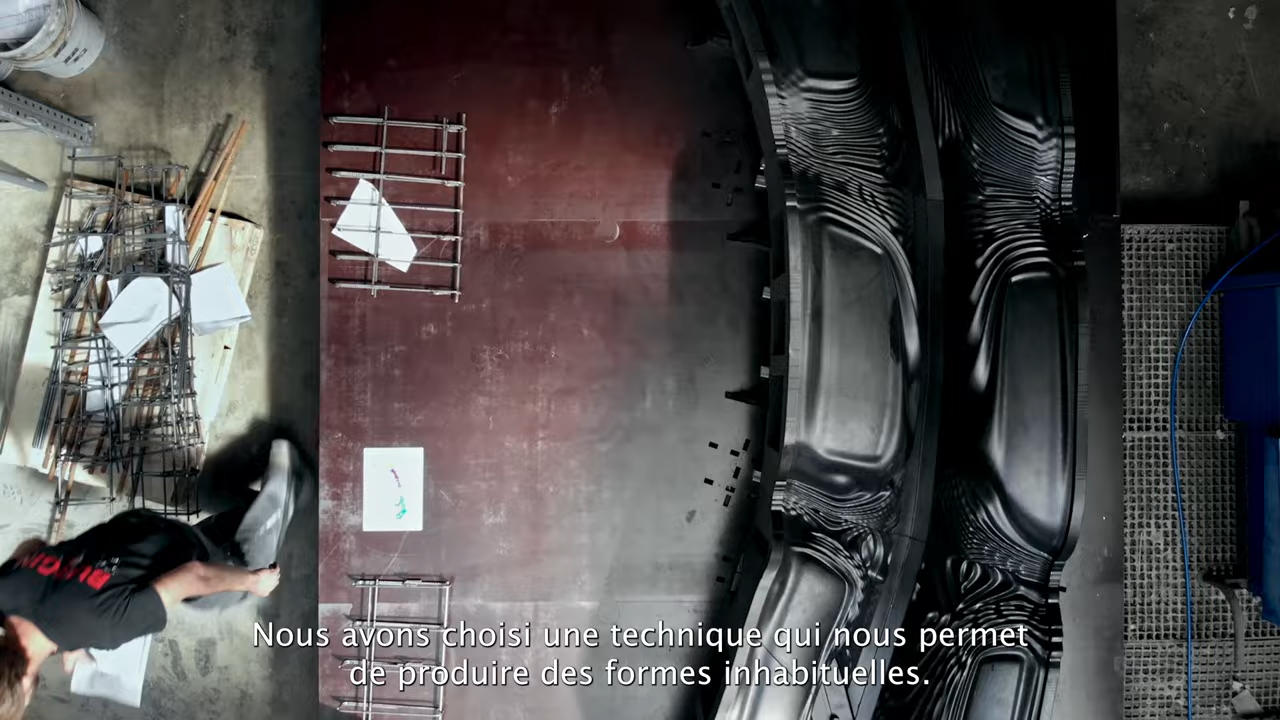 Nous avons choisi une technique qui nous permet
de produire des formes inhabituelles.